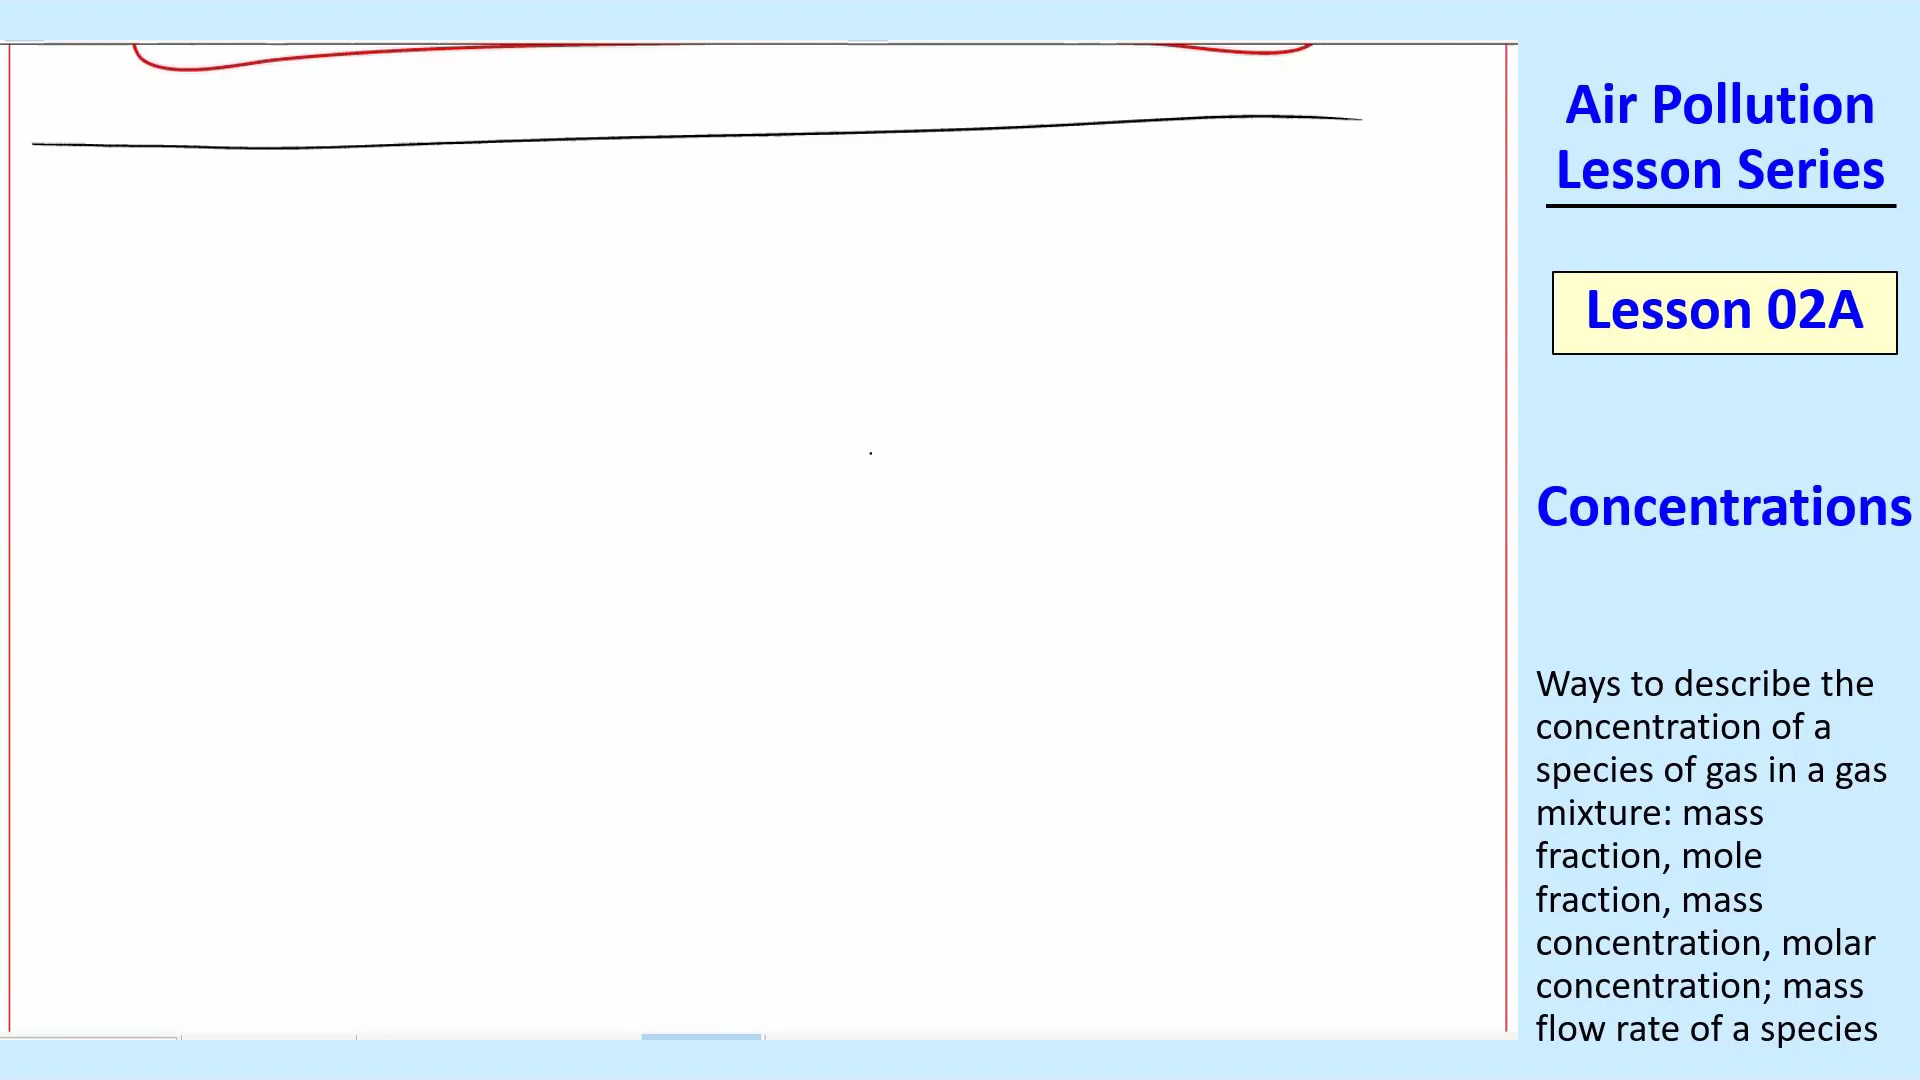 Air Pollution
Lesson Series
Lesson 02A
Concentrations
Ways to describe the
concentration of a
species of gas in a gas
mixture: mass
fraction, mole
fraction, mass
concentration, molar
concentration; mass
flow rate of a species